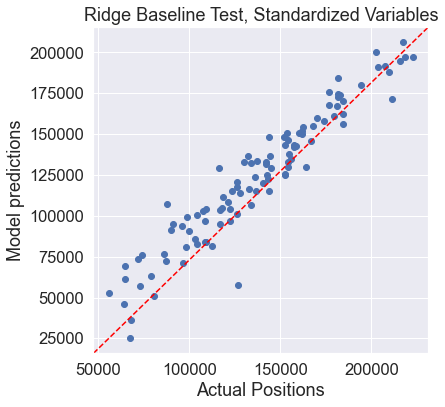 Ridge Baseline Test, Standardized Variables
200000
175000
150000
125000
100000
75000
50000
25000
Model predictions
50000 100000 150000 200000
Actual Positions